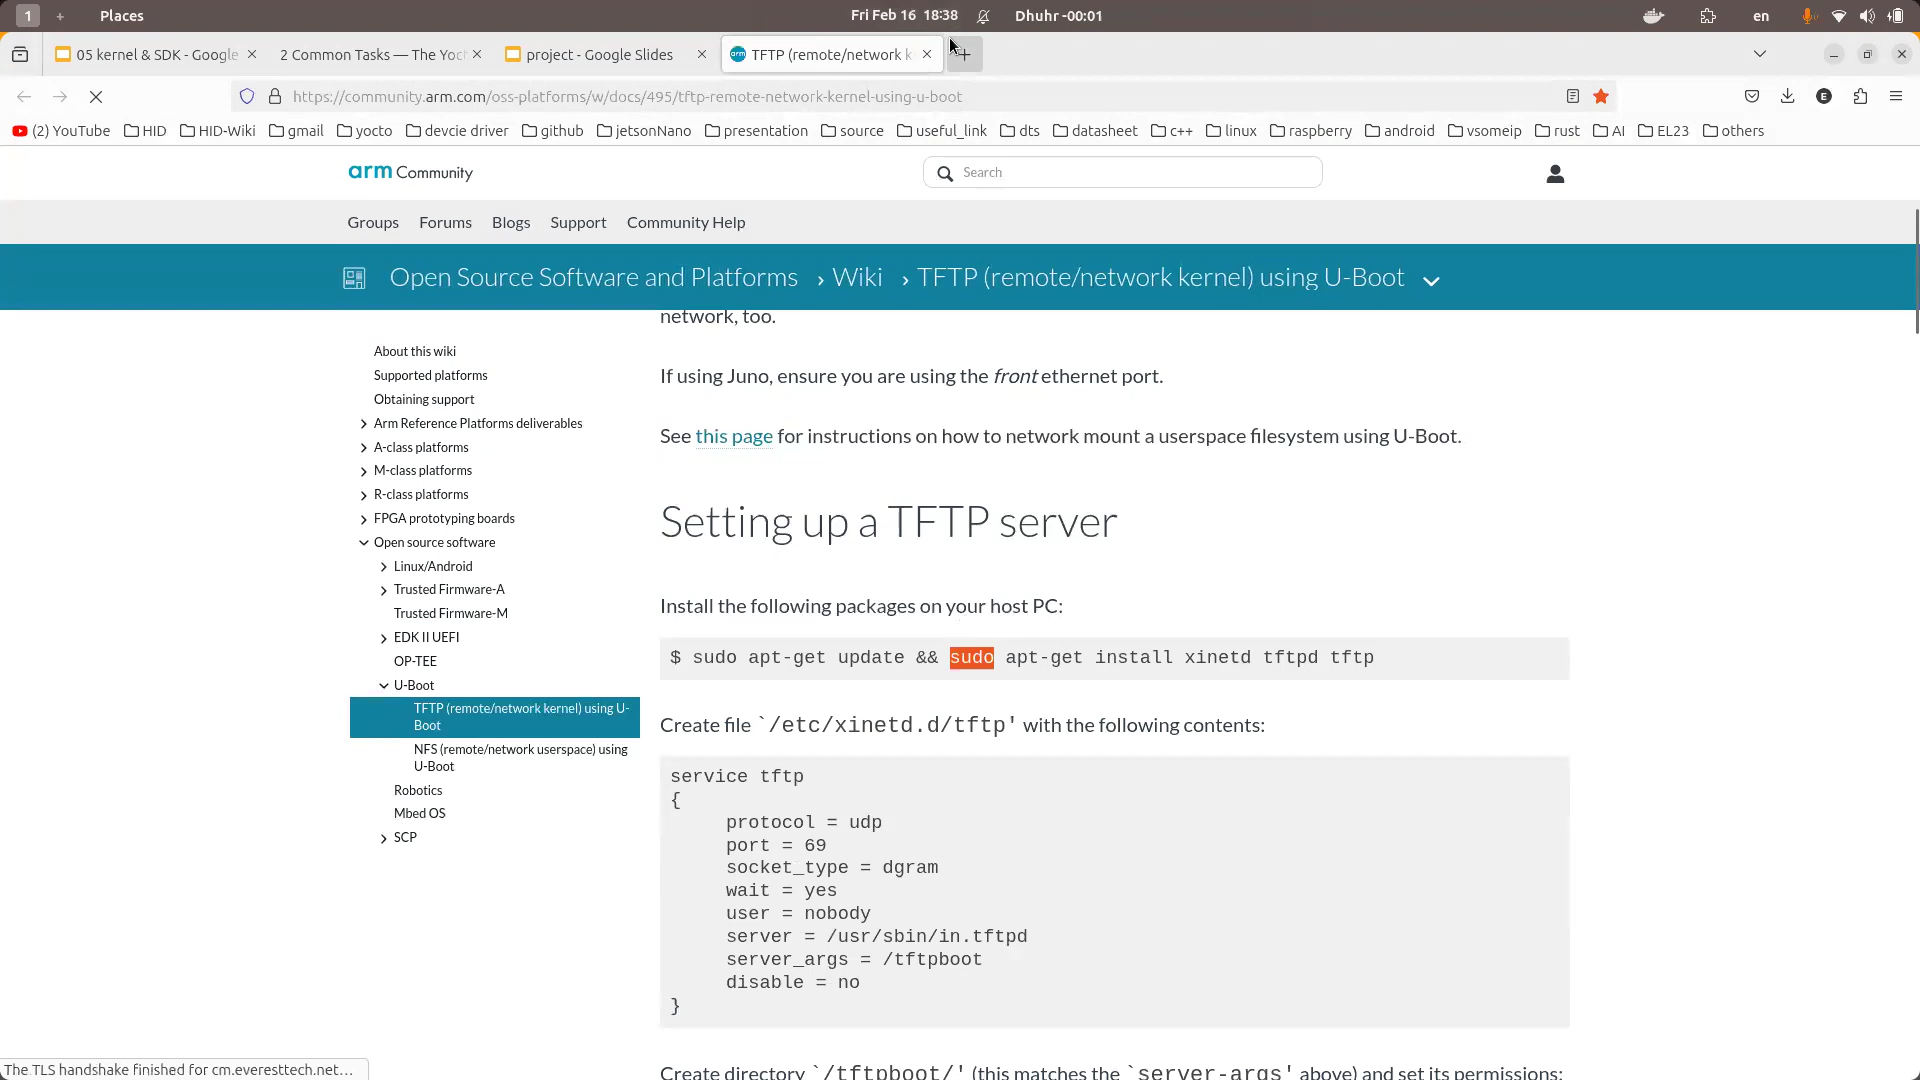 1 + Places Fri Feb 16 18:38 Dhuhr -00:01 en
05 kernel & SDK - Google 2 Common Tasks — The Yoc project - Google Slides TFTP (remote/network k
https://community.arm.com/oss-platforms/w/docs/495/tftp-remote-network-kernel-using-u-boot E
(2) YouTube HID HID-Wiki gmail yocto devcie driver github jetsonNano presentation source useful_link dts datasheet c++ linux raspberry android vsomeip rust AI EL23 others
arm Community Search
Groups Forums Blogs Support Community Help
Open Source Software and Platforms › Wiki › TFTP (remote/network kernel) using U-Boot
About this wiki
Supported platforms
Obtaining support
Arm Reference Platforms deliverables
A-class platforms
M-class platforms
R-class platforms
FPGA prototyping boards
Open source software
Linux/Android
Trusted Firmware-A
Trusted Firmware-M
EDK II UEFI
OP-TEE
U-Boot
TFTP (remote/network kernel) using U-
Boot
NFS (remote/network userspace) using
U-Boot
Robotics
Mbed OS
SCP
network, too.
If using Juno, ensure you are using the front ethernet port.
See this page for instructions on how to network mount a userspace filesystem using U-Boot.
Setting up a TFTP server
Install the following packages on your host PC:
$ sudo apt-get update && sudo apt-get install xinetd tftpd tftp
Create file `/etc/xinetd.d/tftp' with the following contents:
service tftp
{
protocol = udp
port = 69
socket_type = dgram
wait = yes
user = nobody
server = /usr/sbin/in.tftpd
server_args = /tftpboot
disable = no
}
Create directory `/tftpboot/' (this matches the `server-args' above) and set its permissions:
The TLS handshake finished for cm.everesttech.net...